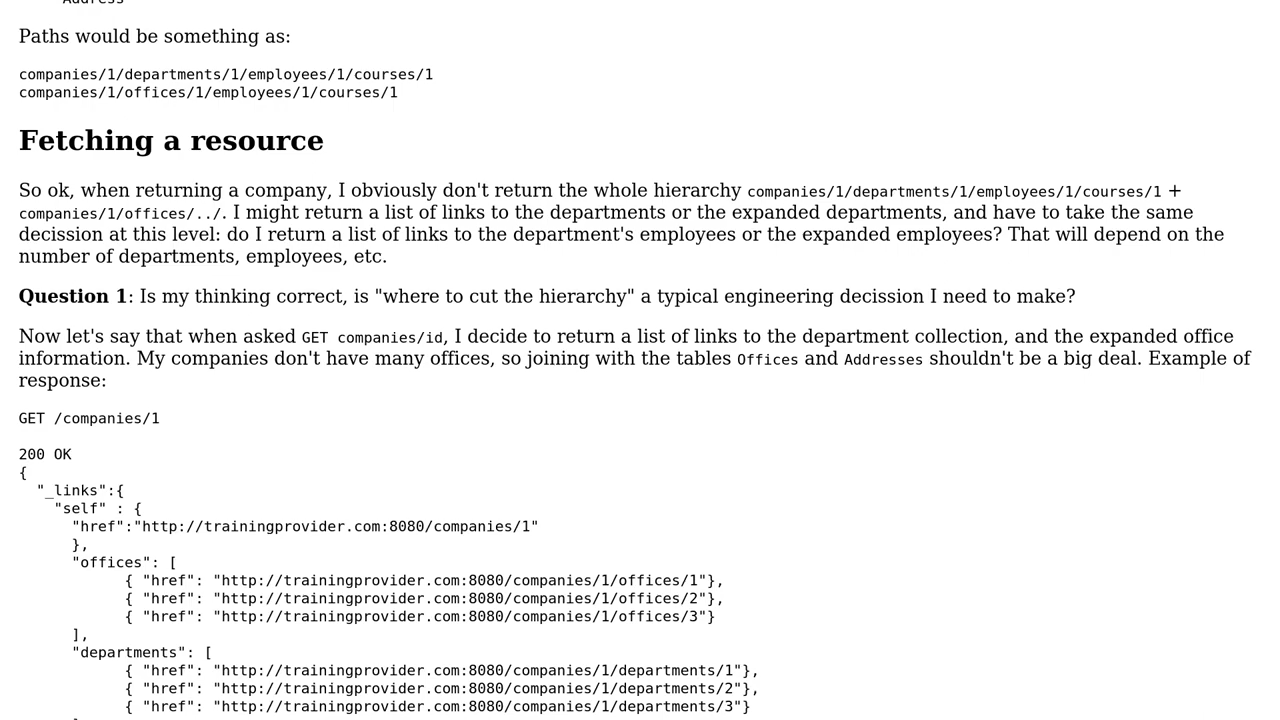 Address
Paths would be something as:
companies/1/departments/1/employees/1/courses/1
companies/1/offices/1/employees/1/courses/1
Fetching a resource
So ok, when returning a company, I obviously don't return the whole hierarchy companies/1/departments/1/employees/1/courses/1 +
companies/1/offices/../. I might return a list of links to the departments or the expanded departments, and have to take the same
decission at this level: do I return a list of links to the department's employees or the expanded employees? That will depend on the
number of departments, employees, etc.
Question 1: Is my thinking correct, is "where to cut the hierarchy" a typical engineering decission I need to make?
Now let's say that when asked GET companies/id, I decide to return a list of links to the department collection, and the expanded office
information. My companies don't have many offices, so joining with the tables Offices and Addresses shouldn't be a big deal. Example of
response:
GET /companies/1
200 OK
{
  "_links":{
    "self" : {
      "href":"http://trainingprovider.com:8080/companies/1"
      },
      "offices": [
            { "href": "http://trainingprovider.com:8080/companies/1/offices/1"},
            { "href": "http://trainingprovider.com:8080/companies/1/offices/2"},
            { "href": "http://trainingprovider.com:8080/companies/1/offices/3"}
      ],
      "departments": [
            { "href": "http://trainingprovider.com:8080/companies/1/departments/1"},
            { "href": "http://trainingprovider.com:8080/companies/1/departments/2"},
            { "href": "http://trainingprovider.com:8080/companies/1/departments/3"}